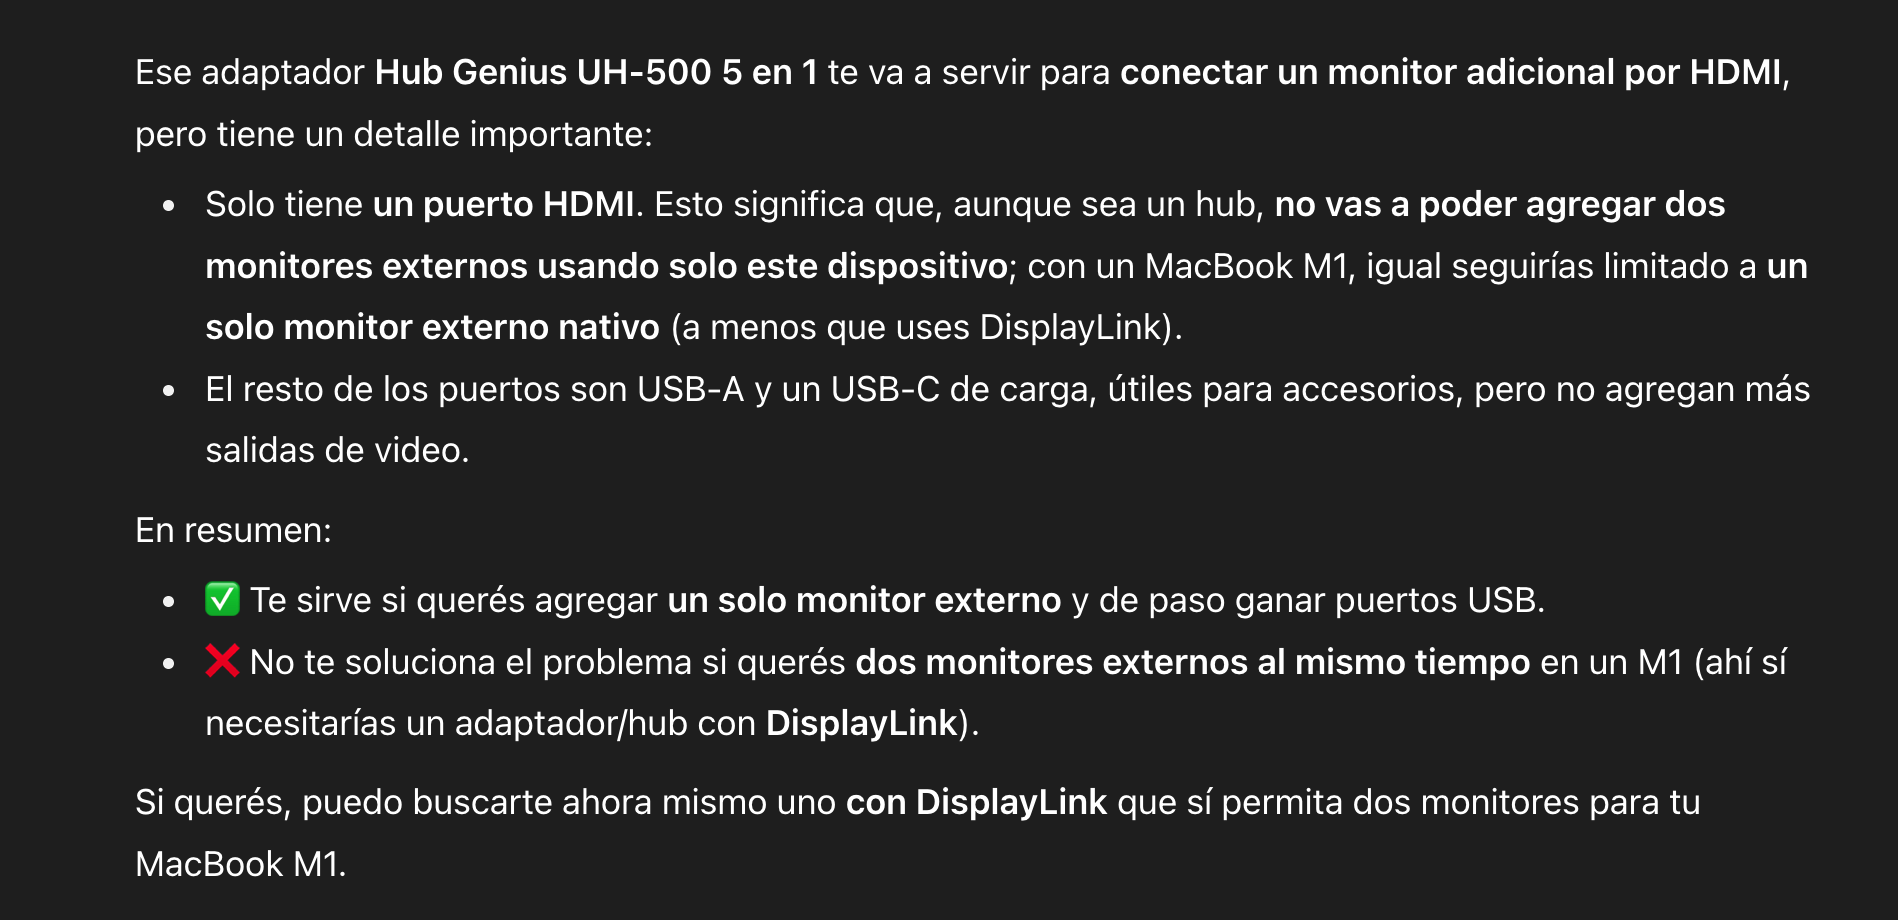 Ese adaptador Hub Genius UH-500 5 en 1 te va a servir para conectar un monitor adicional por HDMI,
pero tiene un detalle importante:
• Solo tiene un puerto HDMI. Esto significa que, aunque sea un hub, no vas a poder agregar dos
monitores externos usando solo este dispositivo; con un MacBook M1, igual seguirías limitado a un
solo monitor externo nativo (a menos que uses DisplayLink).
• El resto de los puertos son USB-A y un USB-C de carga, útiles para accesorios, pero no agregan más
salidas de video.
En resumen:
• ✅ Te sirve si querés agregar un solo monitor externo y de paso ganar puertos USB.
• ❌ No te soluciona el problema si querés dos monitores externos al mismo tiempo en un M1 (ahí sí
necesitarías un adaptador/hub con DisplayLink).
Si querés, puedo buscarte ahora mismo uno con DisplayLink que sí permita dos monitores para tu
MacBook M1.